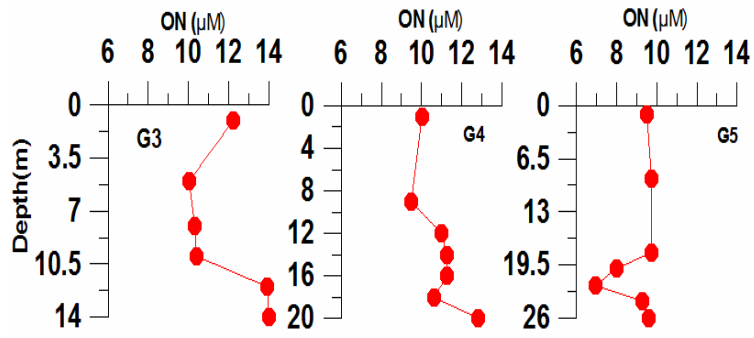 ON (µM) ON (µM) ON (µM)
6 8 10 12 14 6 8 10 12 14 6 8 10 12 14
0 0 0
G3 G4 G5
3.5 4 6.5
Depth(m)
7 8 13
12
10.5 16 19.5
14 20 26